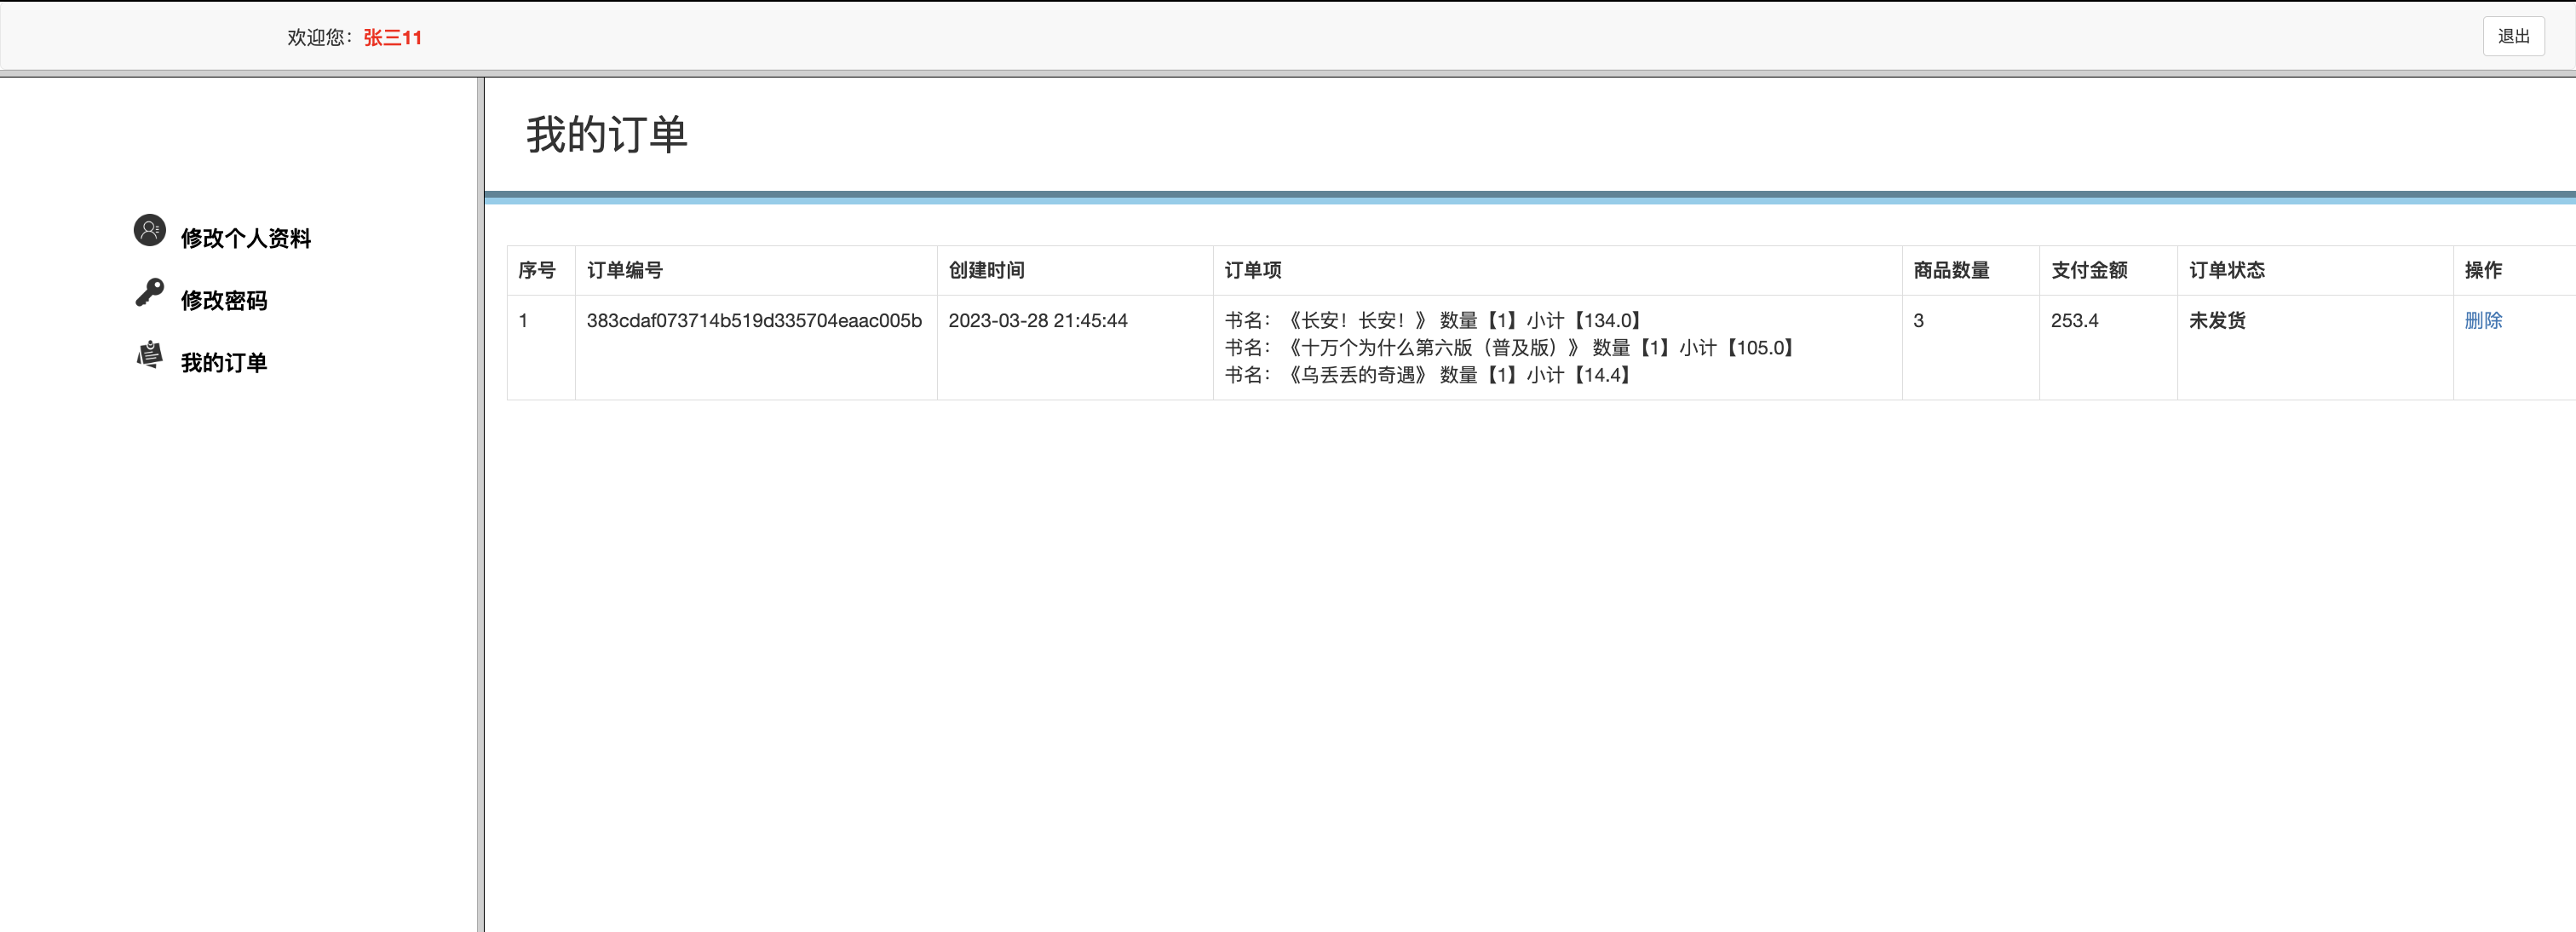 欢迎您：张三11
退出
修改个人资料
修改密码
我的订单
我的订单
序号 订单编号 创建时间 订单项 商品数量 支付金额 订单状态 操作
1 383cdaf073714b519d335704eaac005b 2023-03-28 21:45:44 书名：《长安！长安！》 数量【1】小计【134.0】 3 253.4 未发货 删除
书名：《十万个为什么第六版（普及版）》 数量【1】小计【105.0】
书名：《乌丢丢的奇遇》 数量【1】小计【14.4】